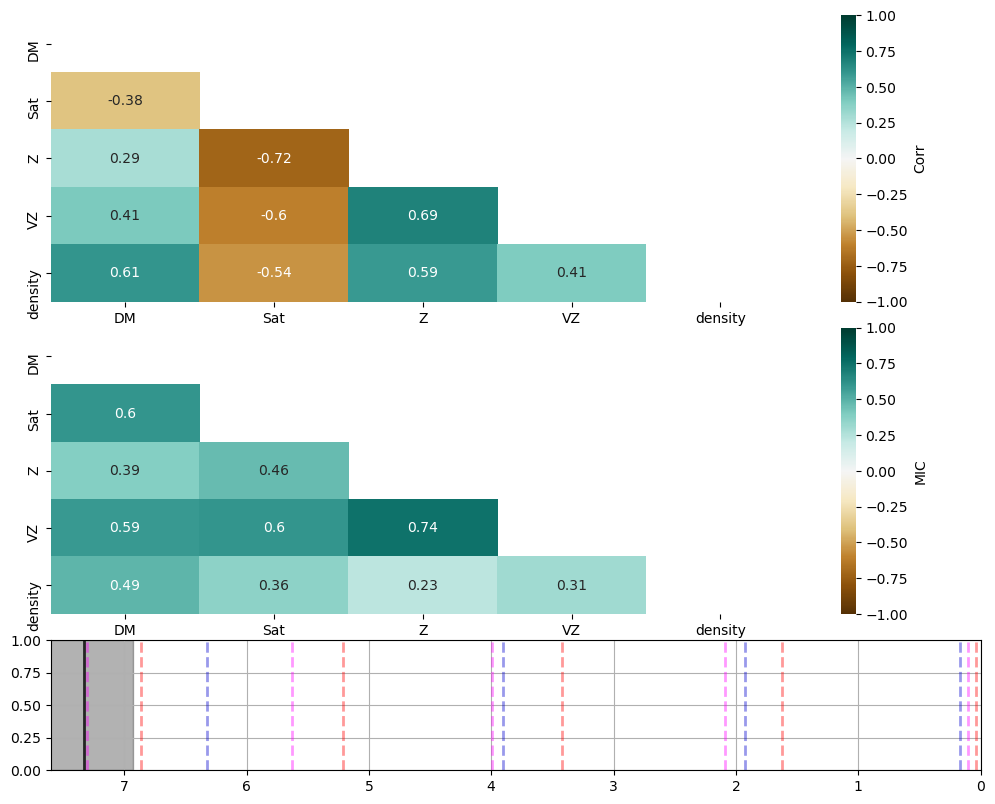 DM
Sat
Z
VZ
density
-0.38
0.29 -0.72
0.41 -0.6 0.69
0.61 -0.54 0.59 0.41
DM Sat Z VZ density
1.00
0.75
0.50
0.25
0.00
−0.25
−0.50
−0.75
−1.00
Corr
DM
Sat
Z
VZ
density
0.6
0.39 0.46
0.59 0.6 0.74
0.49 0.36 0.23 0.31
DM Sat Z VZ density
1.00
0.75
0.50
0.25
0.00
−0.25
−0.50
−0.75
−1.00
MIC
1.00
0.75
0.50
0.25
0.00
7 6 5 4 3 2 1 0